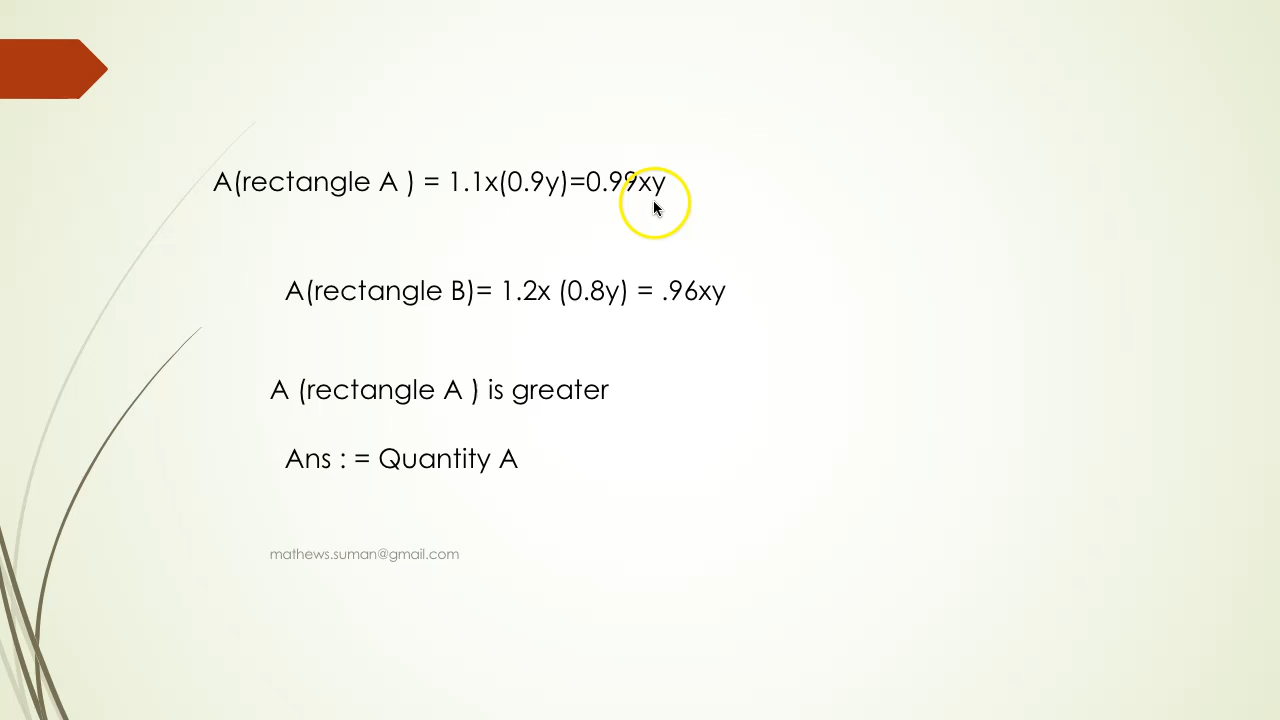 A(rectangle A ) = 1.1x(0.9y)=0.99xy
A(rectangle B)= 1.2x (0.8y) = .96xy
A (rectangle A ) is greater
Ans : = Quantity A
mathews.suman@gmail.com